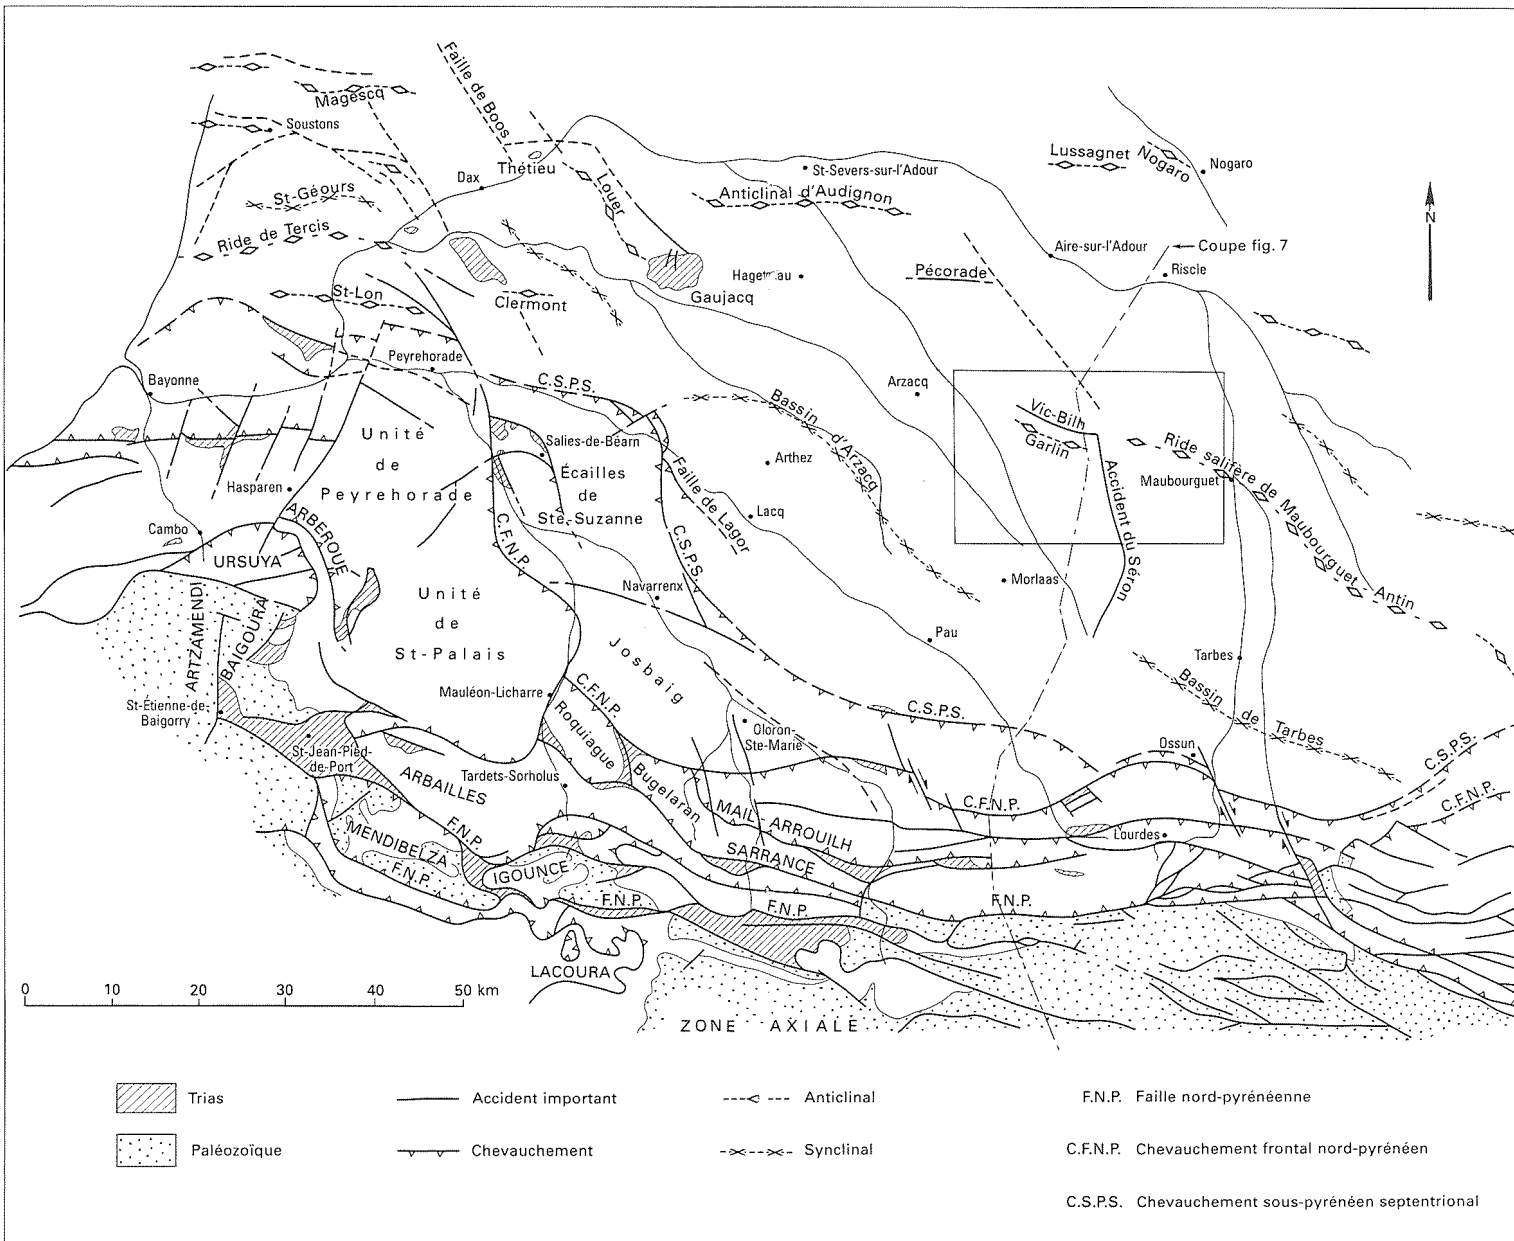 Faille de Boos
Magescq
Soustons
Thétieu
Dax
Louer
St-Severs-sur-l'Adour
Lussagnet
Nogaro
Nogaro
St-Géours
Anticlinal d'Audignon
N
Ride de Tercis
Aire-sur-l'Adour
Coupe fig. 7
Riscle
Pécorade
St-Lon
Clermont
Gaujacq
Peyrehorade
Bayonne
C.S.P.S.
Arzacq
Bassin d'Arzacq
Vic-Bilh
Garlin
Ride salifère de Maubourguet
Antin
Maubourguet
Unité
de
Peyrehorade
Salies-de-Béarn
Écailles
de
Ste-Suzanne
Arthez
Faille de Lagor
Lacq
Accident du Séron
Hasparen
Cambo
ARBEROUE
C.F.N.P.
C.S.P.S.
URSUYA
Navarrenx
Morlaas
ARTZAMENDI
BAIGOURA
Unité
de
St-Palais
Josbaig
Pau
Tarbes
Bassin de Tarbes
Mauléon-Licharre
C.F.N.P.
C.S.P.S.
St-Étienne-de-
Baigorry
Roquiague
Oloron-
Ste-Marie
Ossun
C.S.P.S.
St-Jean-Pied-
de-Port
Tardets-Sorholus
Bugelaran
ARBAILLES
C.F.N.P.
C.F.N.P.
MAIL-ARROUILH
Lourdes
F.N.P.
MENDIBELZA
SARRANCE
F.N.P.
IGOUNCE
F.N.P.
F.N.P.
F.N.P.
LACOURA
0 10 20 30 40 50 km
ZONE AXIALE
Trias
Accident important
Anticlinal
F.N.P. Faille nord-pyrénéenne
Paléozoïque
Chevauchement
Synclinal
C.F.N.P. Chevauchement frontal nord-pyrénéen
C.S.P.S. Chevauchement sous-pyrénéen septentrional